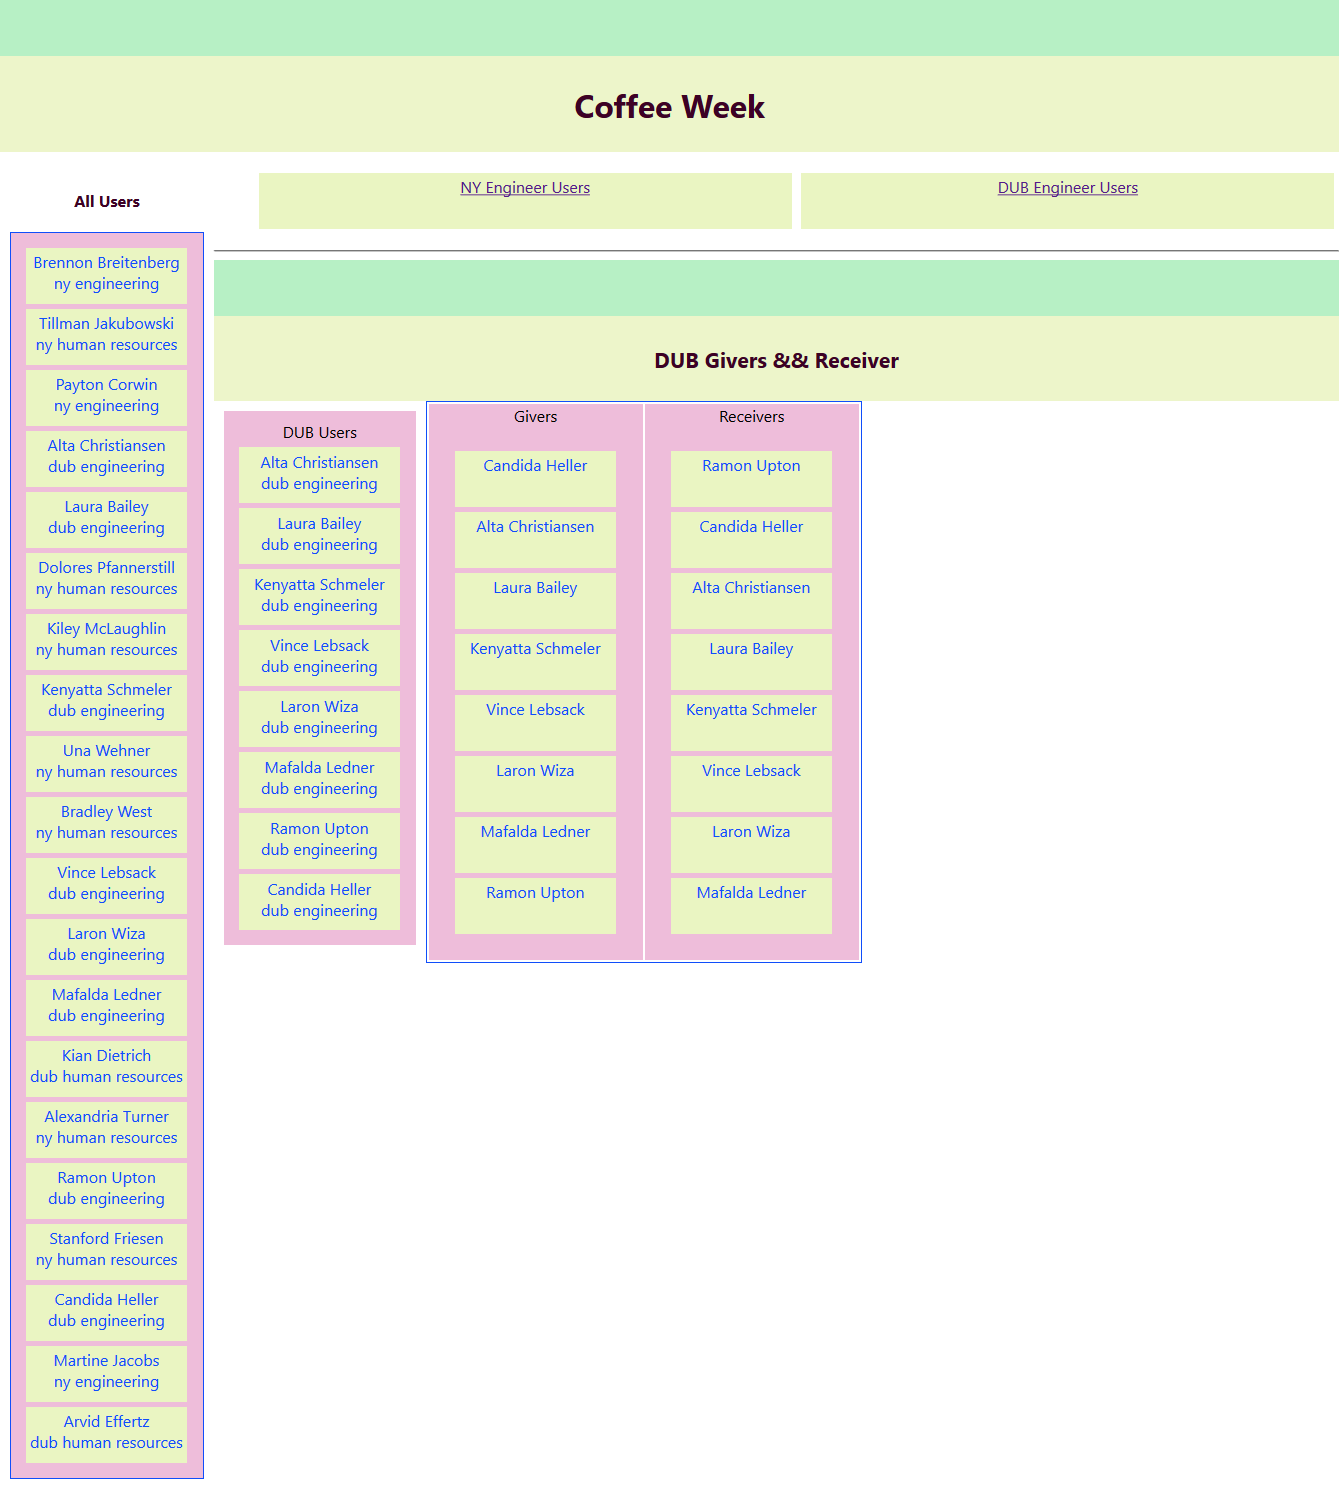 Coffee Week
All Users
Brennon Breitenberg
ny engineering
Tillman Jakubowski
ny human resources
Payton Corwin
ny engineering
Alta Christiansen
dub engineering
Laura Bailey
dub engineering
Dolores Pfannerstill
ny human resources
Kiley McLaughlin
ny human resources
Kenyatta Schmeler
dub engineering
Una Wehner
ny human resources
Bradley West
ny human resources
Vince Lebsack
dub engineering
Laron Wiza
dub engineering
Mafalda Ledner
dub engineering
Kian Dietrich
dub human resources
Alexandria Turner
ny human resources
Ramon Upton
dub engineering
Stanford Friesen
ny human resources
Candida Heller
dub engineering
Martine Jacobs
ny engineering
Arvid Effertz
dub human resources
NY Engineer Users
DUB Engineer Users
DUB Givers && Receiver
DUB Users
Alta Christiansen
dub engineering
Laura Bailey
dub engineering
Kenyatta Schmeler
dub engineering
Vince Lebsack
dub engineering
Laron Wiza
dub engineering
Mafalda Ledner
dub engineering
Ramon Upton
dub engineering
Candida Heller
dub engineering
Givers
Candida Heller
Alta Christiansen
Laura Bailey
Kenyatta Schmeler
Vince Lebsack
Laron Wiza
Mafalda Ledner
Ramon Upton
Receivers
Ramon Upton
Candida Heller
Alta Christiansen
Laura Bailey
Kenyatta Schmeler
Vince Lebsack
Laron Wiza
Mafalda Ledner